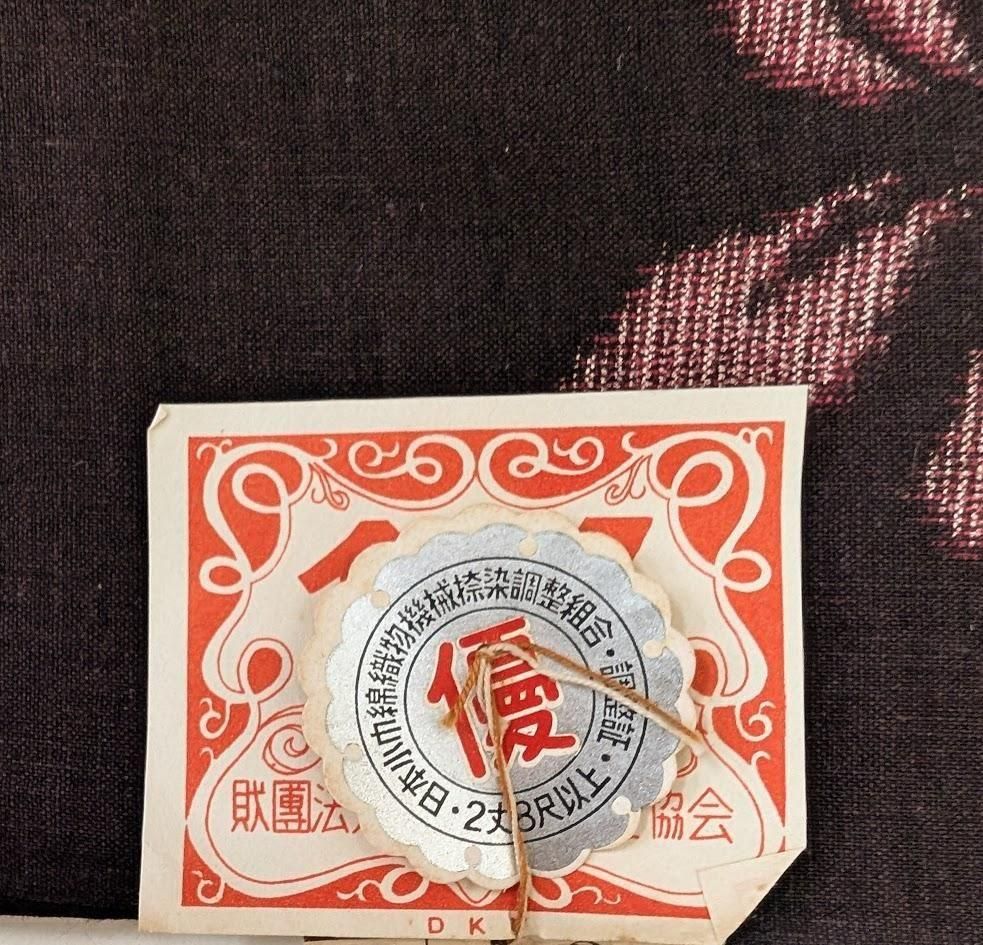 日本小巾綿織物機械捺染調整組合・調整証・
2丈8尺以上・
優
財團法
協会
DK